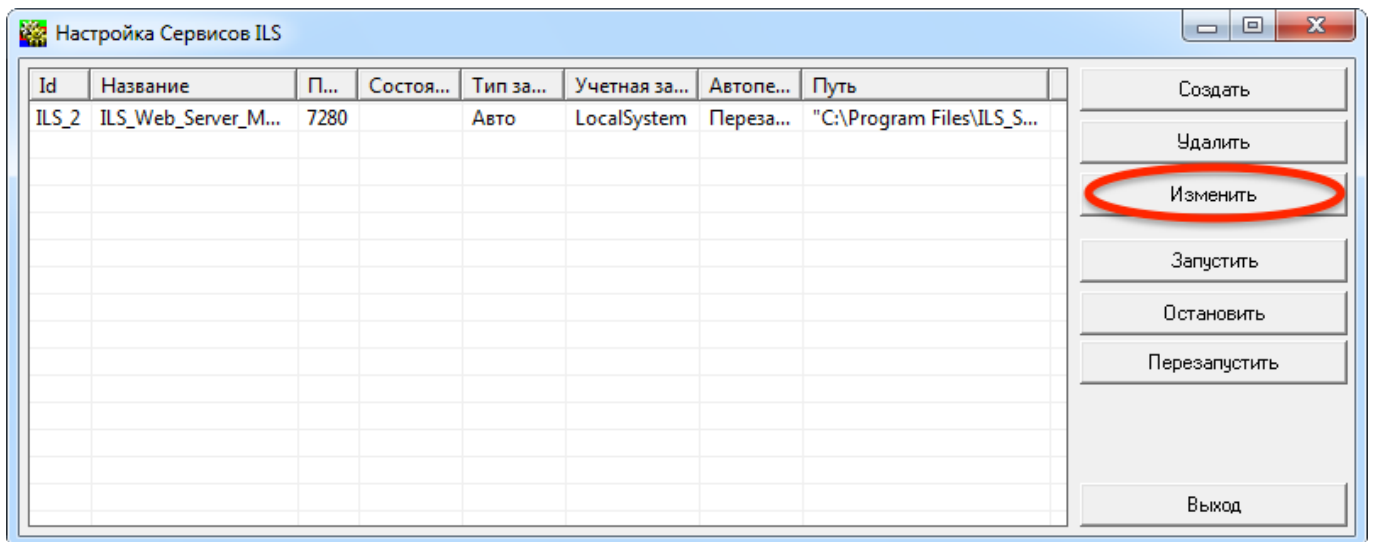 Настройка Сервисов ILS
Id Название П... Состоя... Тип за... Учетная за... Автопе... Путь
ILS_2 ILS_Web_Server_M... 7280 Авто LocalSystem Переза... "C:\Program Files\ILS_S...
Создать
Удалить
Изменить
Запустить
Остановить
Перезапустить
Выход